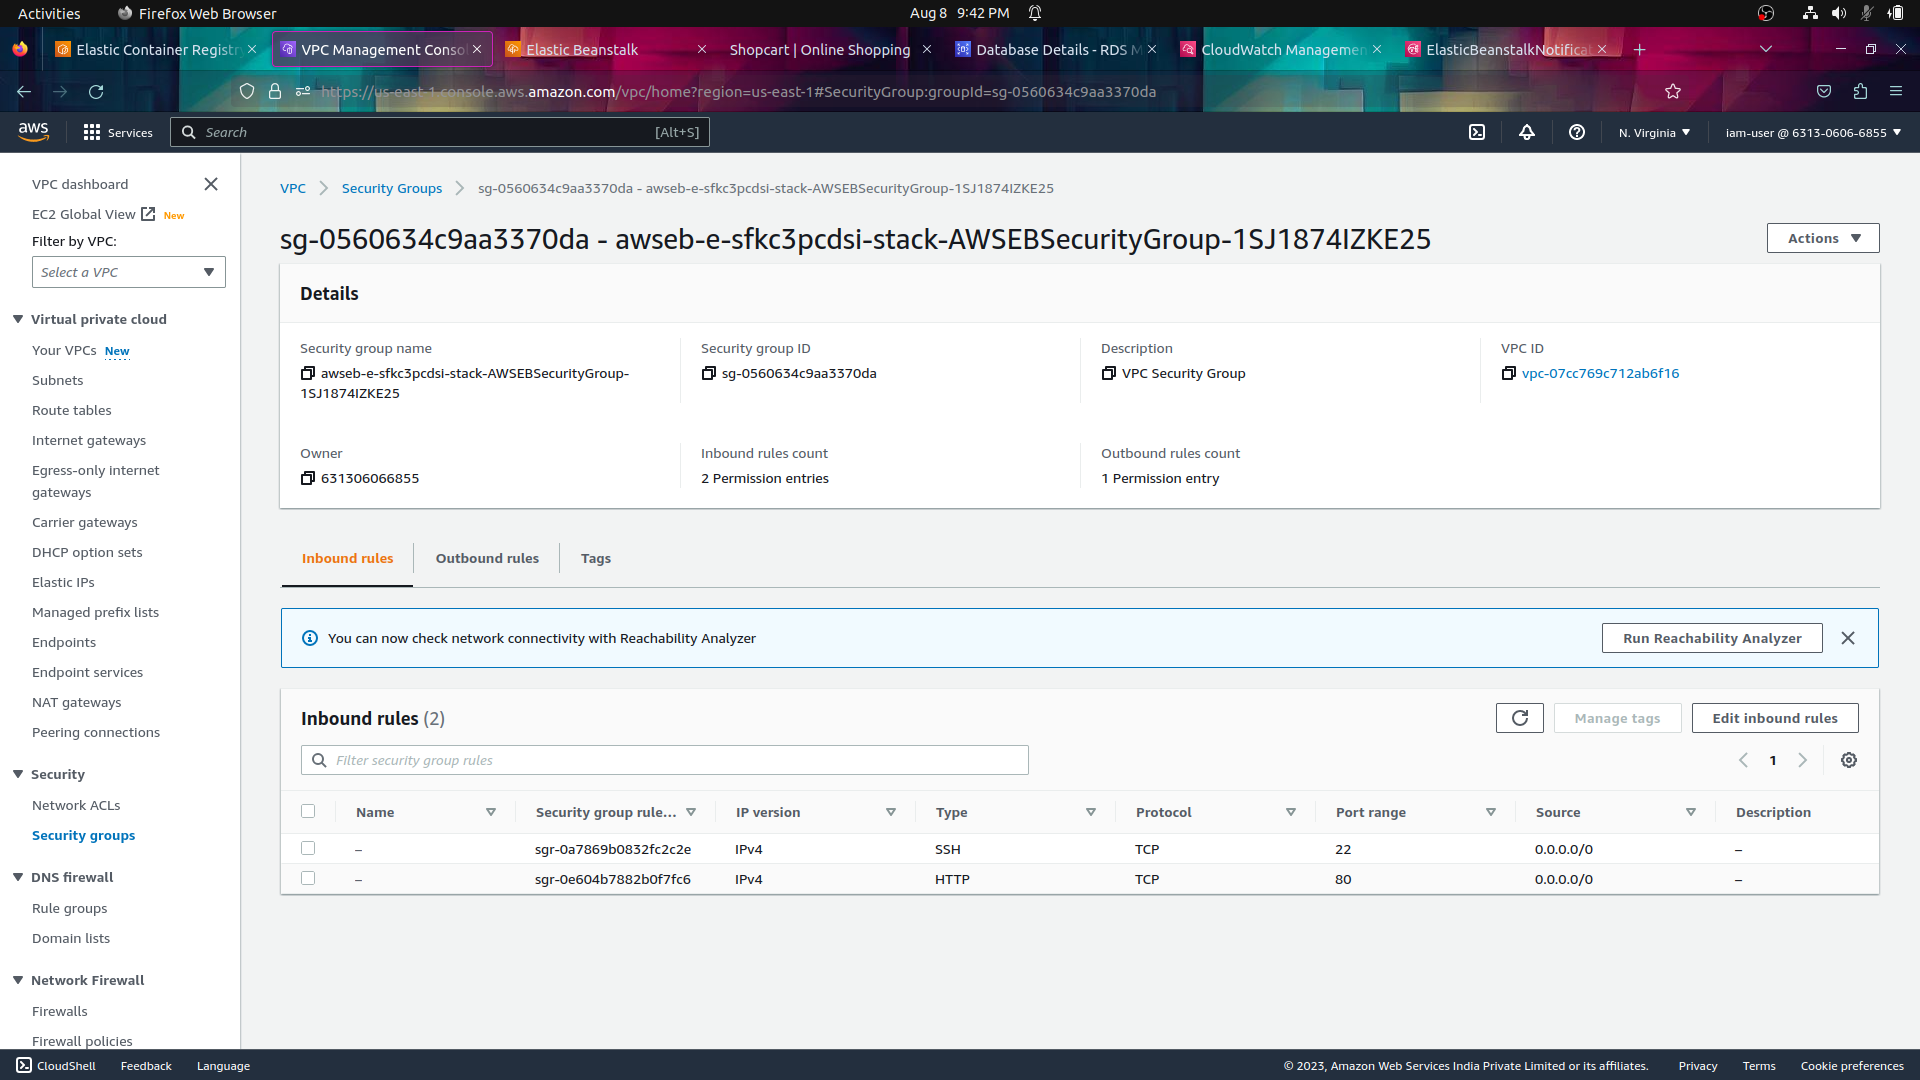 Activities
Firefox Web Browser
Aug 8 9:42 PM
Elastic Container Registr
VPC Management Conso
Elastic Beanstalk
Shopcart | Online Shopping
Database Details - RDS M
CloudWatch Managemen
ElasticBeanstalkNotificat
https://us-east-1.console.aws.amazon.com/vpc/home?region=us-east-1#SecurityGroup:groupId=sg-0560634c9aa3370da
aws
Services
Search
[Alt+S]
N. Virginia
iam-user @ 6313-0606-6855
VPC dashboard
EC2 Global View New
Filter by VPC:
Select a VPC
Virtual private cloud
Your VPCs New
Subnets
Route tables
Internet gateways
Egress-only internet
gateways
Carrier gateways
DHCP option sets
Elastic IPs
Managed prefix lists
Endpoints
Endpoint services
NAT gateways
Peering connections
Security
Network ACLs
Security groups
DNS firewall
Rule groups
Domain lists
Network Firewall
Firewalls
Firewall policies
VPC
Security Groups
sg-0560634c9aa3370da - awseb-e-sfkc3pcdsi-stack-AWSEBSecurityGroup-1SJ1874IZKE25
sg-0560634c9aa3370da - awseb-e-sfkc3pcdsi-stack-AWSEBSecurityGroup-1SJ1874IZKE25
Actions
Details
Security group name
awseb-e-sfkc3pcdsi-stack-AWSEBSecurityGroup-
1SJ1874IZKE25
Security group ID
sg-0560634c9aa3370da
Description
VPC Security Group
VPC ID
vpc-07cc769c712ab6f16
Owner
631306066855
Inbound rules count
2 Permission entries
Outbound rules count
1 Permission entry
Inbound rules
Outbound rules
Tags
You can now check network connectivity with Reachability Analyzer
Run Reachability Analyzer
Inbound rules (2)
Manage tags
Edit inbound rules
Filter security group rules
1
Name Security group rule... IP version Type Protocol Port range Source Description
– sgr-0a7869b0832fc2c2e IPv4 SSH TCP 22 0.0.0.0/0 –
– sgr-0e604b7882b0f7fc6 IPv4 HTTP TCP 80 0.0.0.0/0 –
CloudShell
Feedback
Language
© 2023, Amazon Web Services India Private Limited or its affiliates.
Privacy
Terms
Cookie preferences